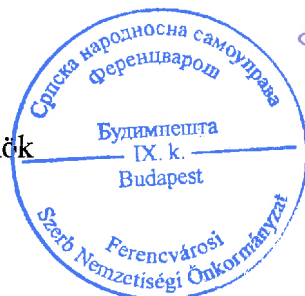 Српска народносна самоуправа
Ференцварош
Будимпешта
ök
IX. k.
Budapest
Ferencvárosi
Szerb Nemzetiségi Önkormányzat